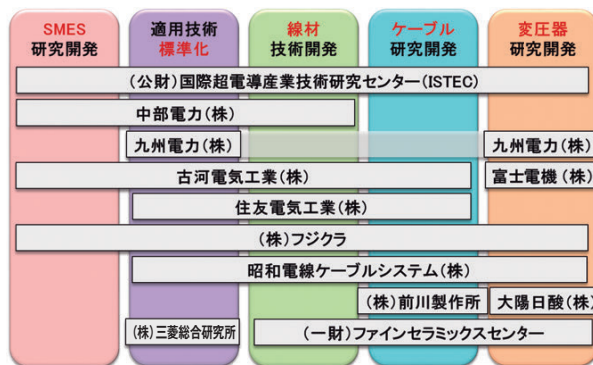 SMES
研究開発
適用技術
標準化
線材
技術開発
ケーブル
研究開発
変圧器
研究開発
(公財)国際超電導産業技術研究センター(ISTEC)
中部電力(株)
九州電力(株)
九州電力(株)
古河電気工業(株)
富士電機(株)
住友電気工業(株)
(株)フジクラ
昭和電線ケーブルシステム(株)
(株)前川製作所
大陽日酸(株)
(株)三菱総合研究所
(一財)ファインセラミックスセンター